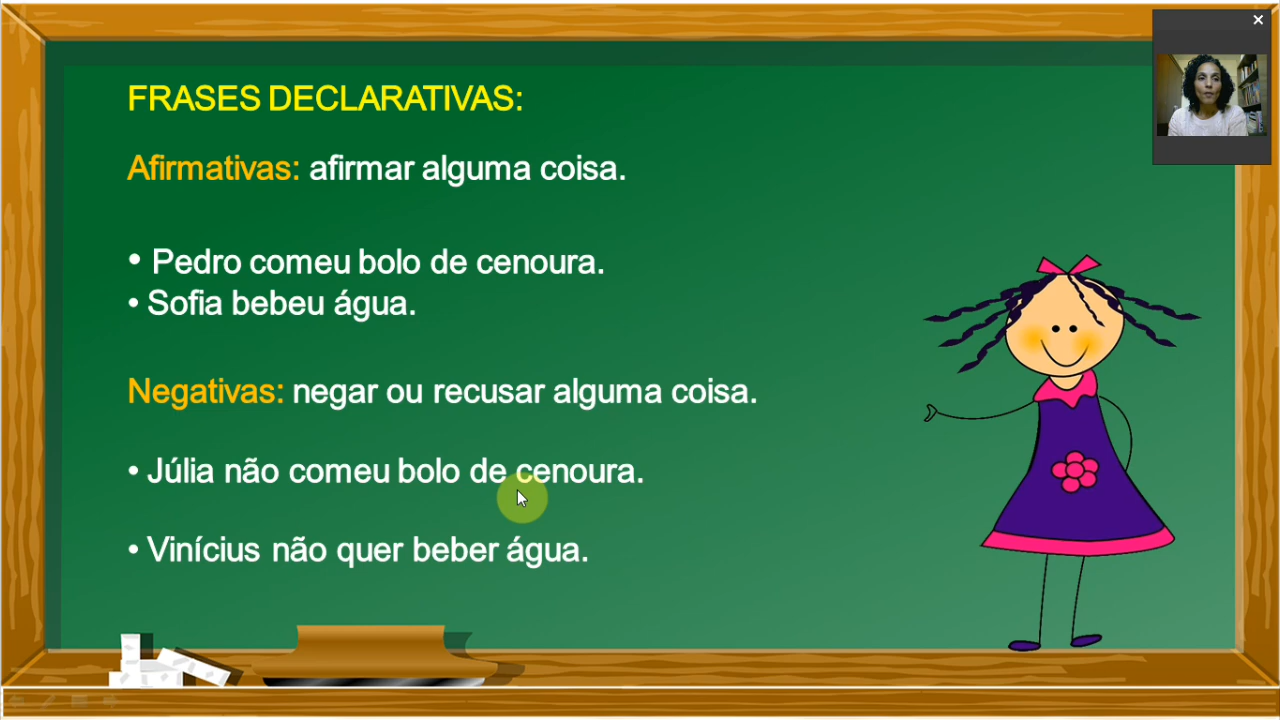 FRASES DECLARATIVAS:
Afirmativas: afirmar alguma coisa.
• Pedro comeu bolo de cenoura.
• Sofia bebeu água.
Negativas: negar ou recusar alguma coisa.
• Júlia não comeu bolo de cenoura.
• Vinícius não quer beber água.